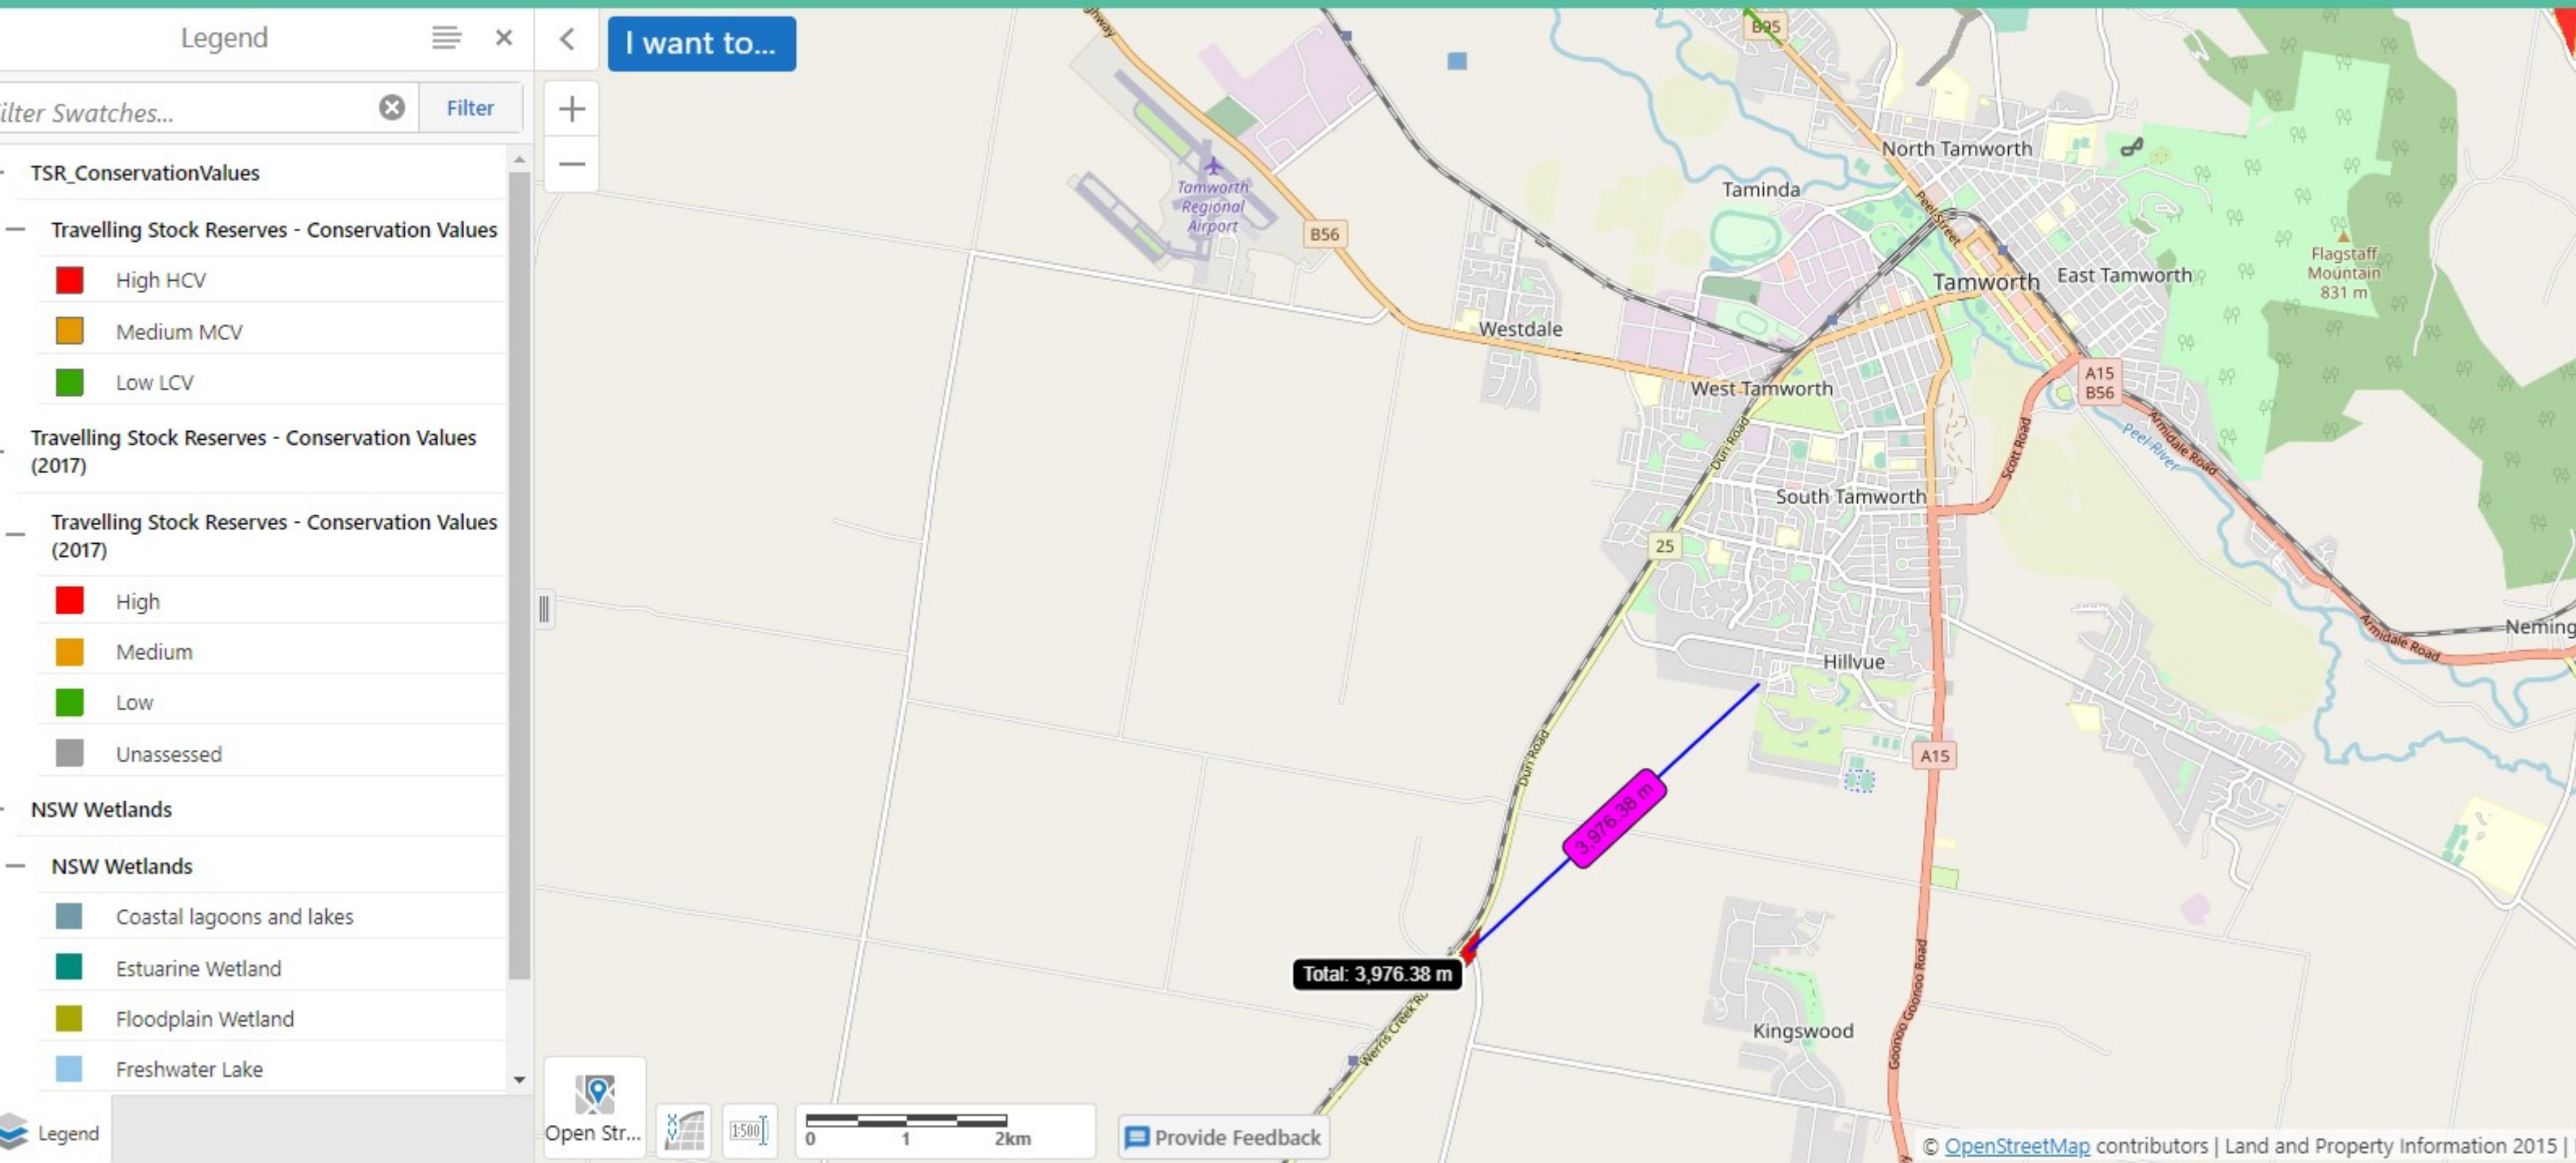 Legend
ilter Swatches...
Filter
TSR_ConservationValues
Travelling Stock Reserves - Conservation Values
High HCV
Medium MCV
Low LCV
Travelling Stock Reserves - Conservation Values
(2017)
Travelling Stock Reserves - Conservation Values
(2017)
High
Medium
Low
Unassessed
NSW Wetlands
NSW Wetlands
Coastal lagoons and lakes
Estuarine Wetland
Floodplain Wetland
Freshwater Lake
Legend
I want to...
ghway
B95
North Tamworth
Taminda
Tamworth
Regional
Airport
B56
Peel Street
Flagstaff
Mountain
831 m
Tamworth
East Tamworth
Westdale
West Tamworth
A15
B56
Duri Road
Scott Road
Peel River
Armidale Road
South Tamworth
25
Armidale Road
Neming
Hillvue
Duri Road
A15
3,976.38 m
Total: 3,976.38 m
Werris Creek Ro
Goonoo Goonoo Road
Kingswood
Open Str...
1:500
0 1 2km
Provide Feedback
© OpenStreetMap contributors | Land and Property Information 2015 |